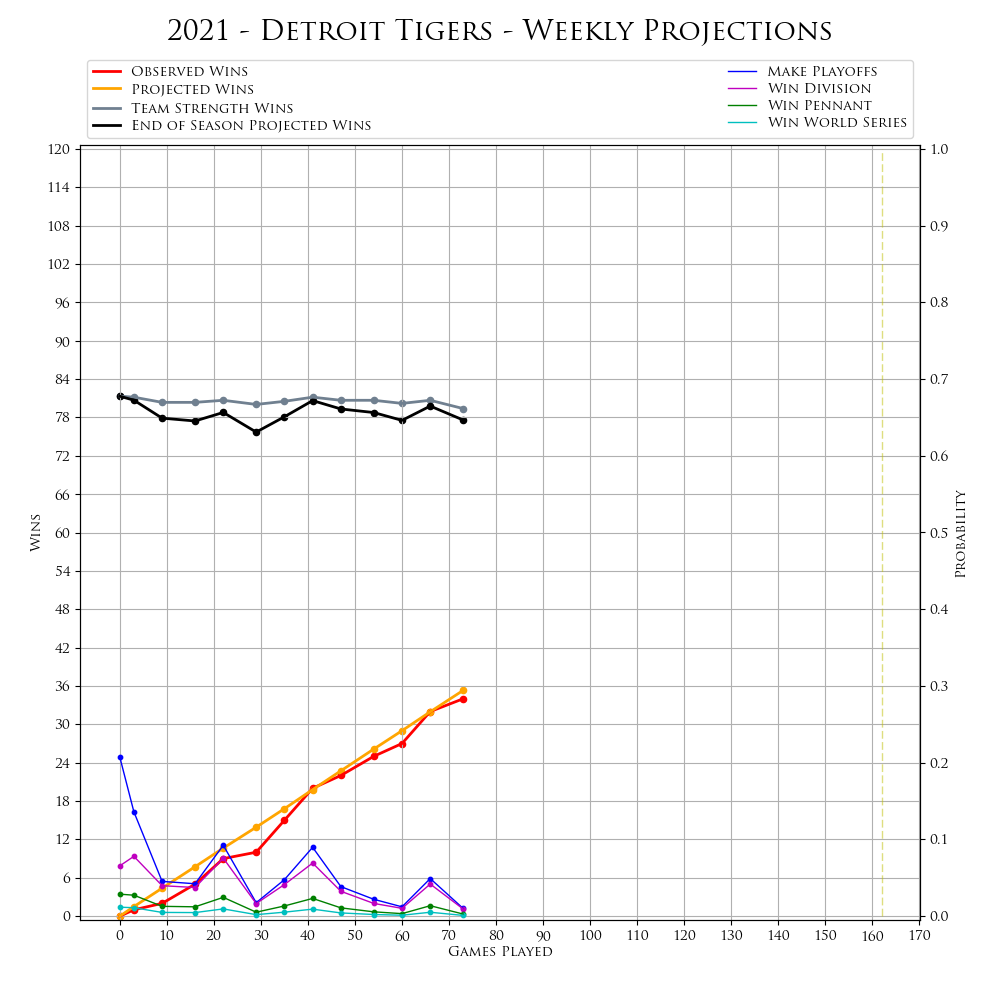 2021 - Detroit Tigers - Weekly Projections
Observed Wins
Projected Wins
Team Strength Wins
End of Season Projected Wins
Make Playoffs
Win Division
Win Pennant
Win World Series
120
114
108
102
96
90
84
78
72
66
60
54
48
42
36
30
24
18
12
6
0
Wins
1.0
0.9
0.8
0.7
0.6
0.5
0.4
0.3
0.2
0.1
0.0
Probability
0 10 20 30 40 50 60 70 80 90 100 110 120 130 140 150 160 170
Games Played